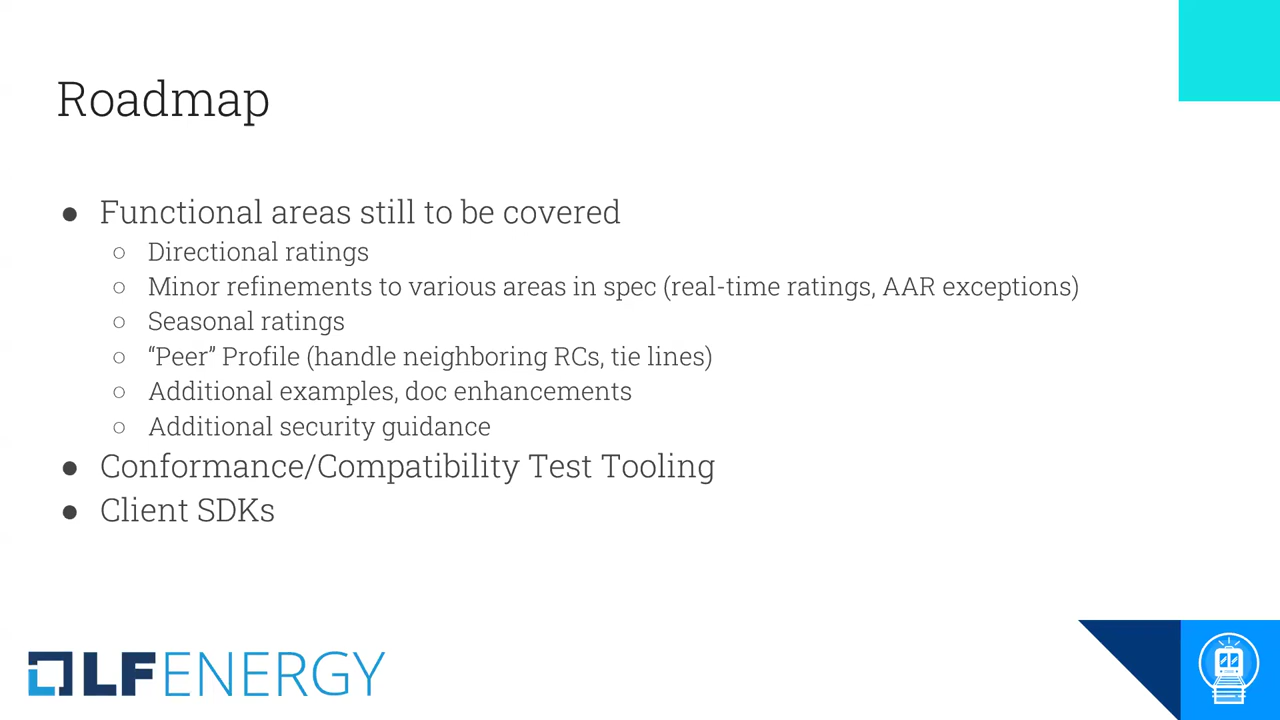 Roadmap
● Functional areas still to be covered
○ Directional ratings
○ Minor refinements to various areas in spec (real-time ratings, AAR exceptions)
○ Seasonal ratings
○ “Peer” Profile (handle neighboring RCs, tie lines)
○ Additional examples, doc enhancements
○ Additional security guidance
● Conformance/Compatibility Test Tooling
● Client SDKs
LFENERGY